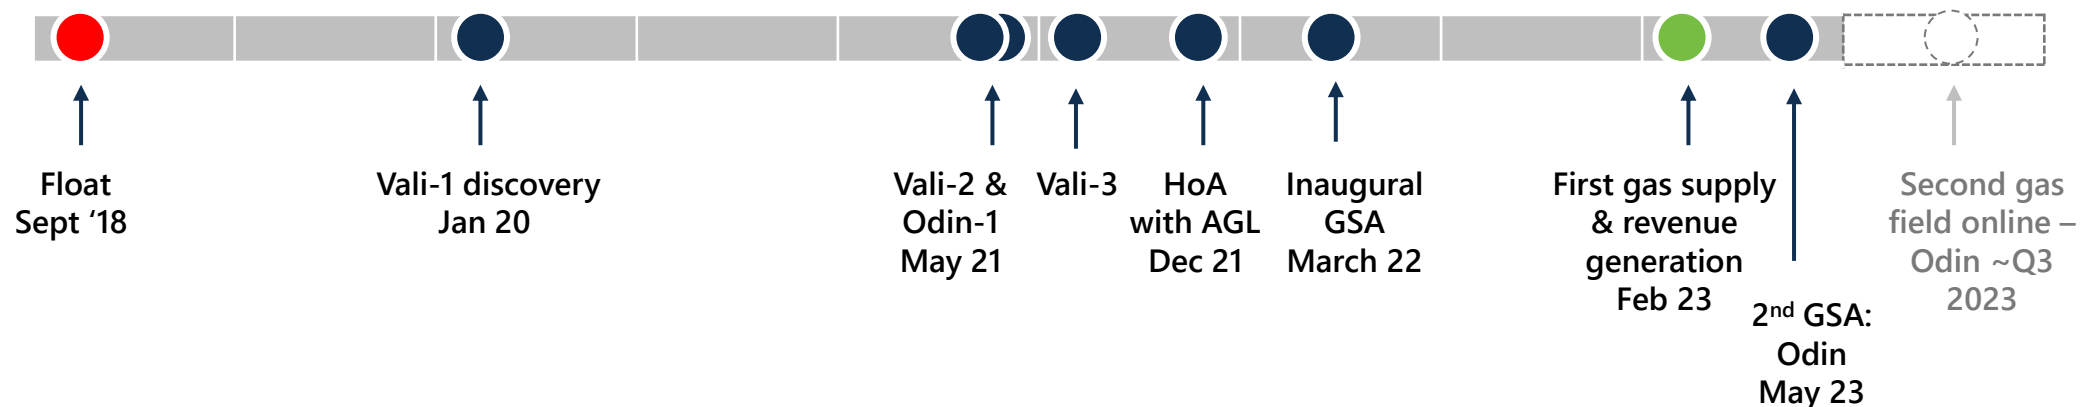 Float
Sept ‘18
Vali-1 discovery
Jan 20
Vali-2 &
Odin-1
May 21
Vali-3
HoA
with AGL
Dec 21
Inaugural
GSA
March 22
First gas supply
& revenue
generation
Feb 23
2nd GSA:
Odin
May 23
Second gas
field online –
Odin ~Q3
2023